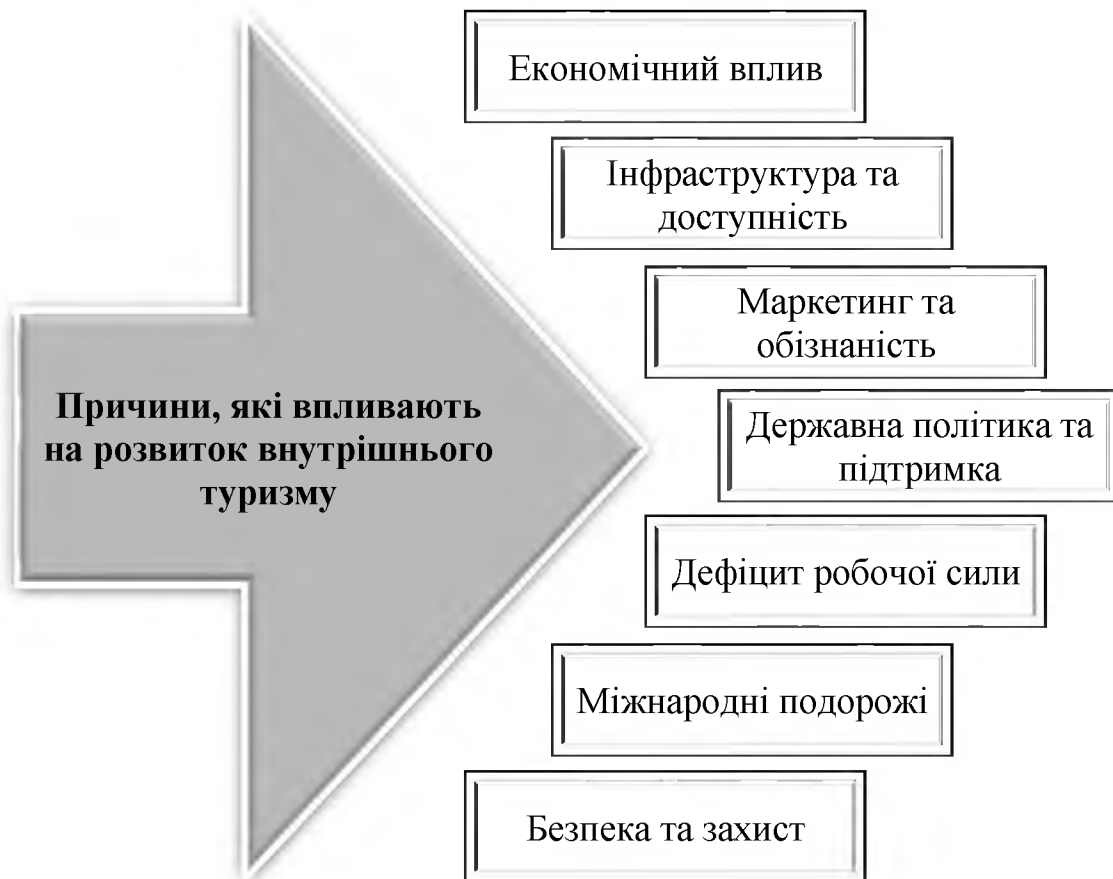 Економічний вплив
Інфраструктура та
доступність
Маркетинг та
обізнаність
Причини, які впливають
на розвиток внутрішнього
туризму
Державна політика та
підтримка
Дефіцит робочої сили
Міжнародні подорожі
Безпека та захист